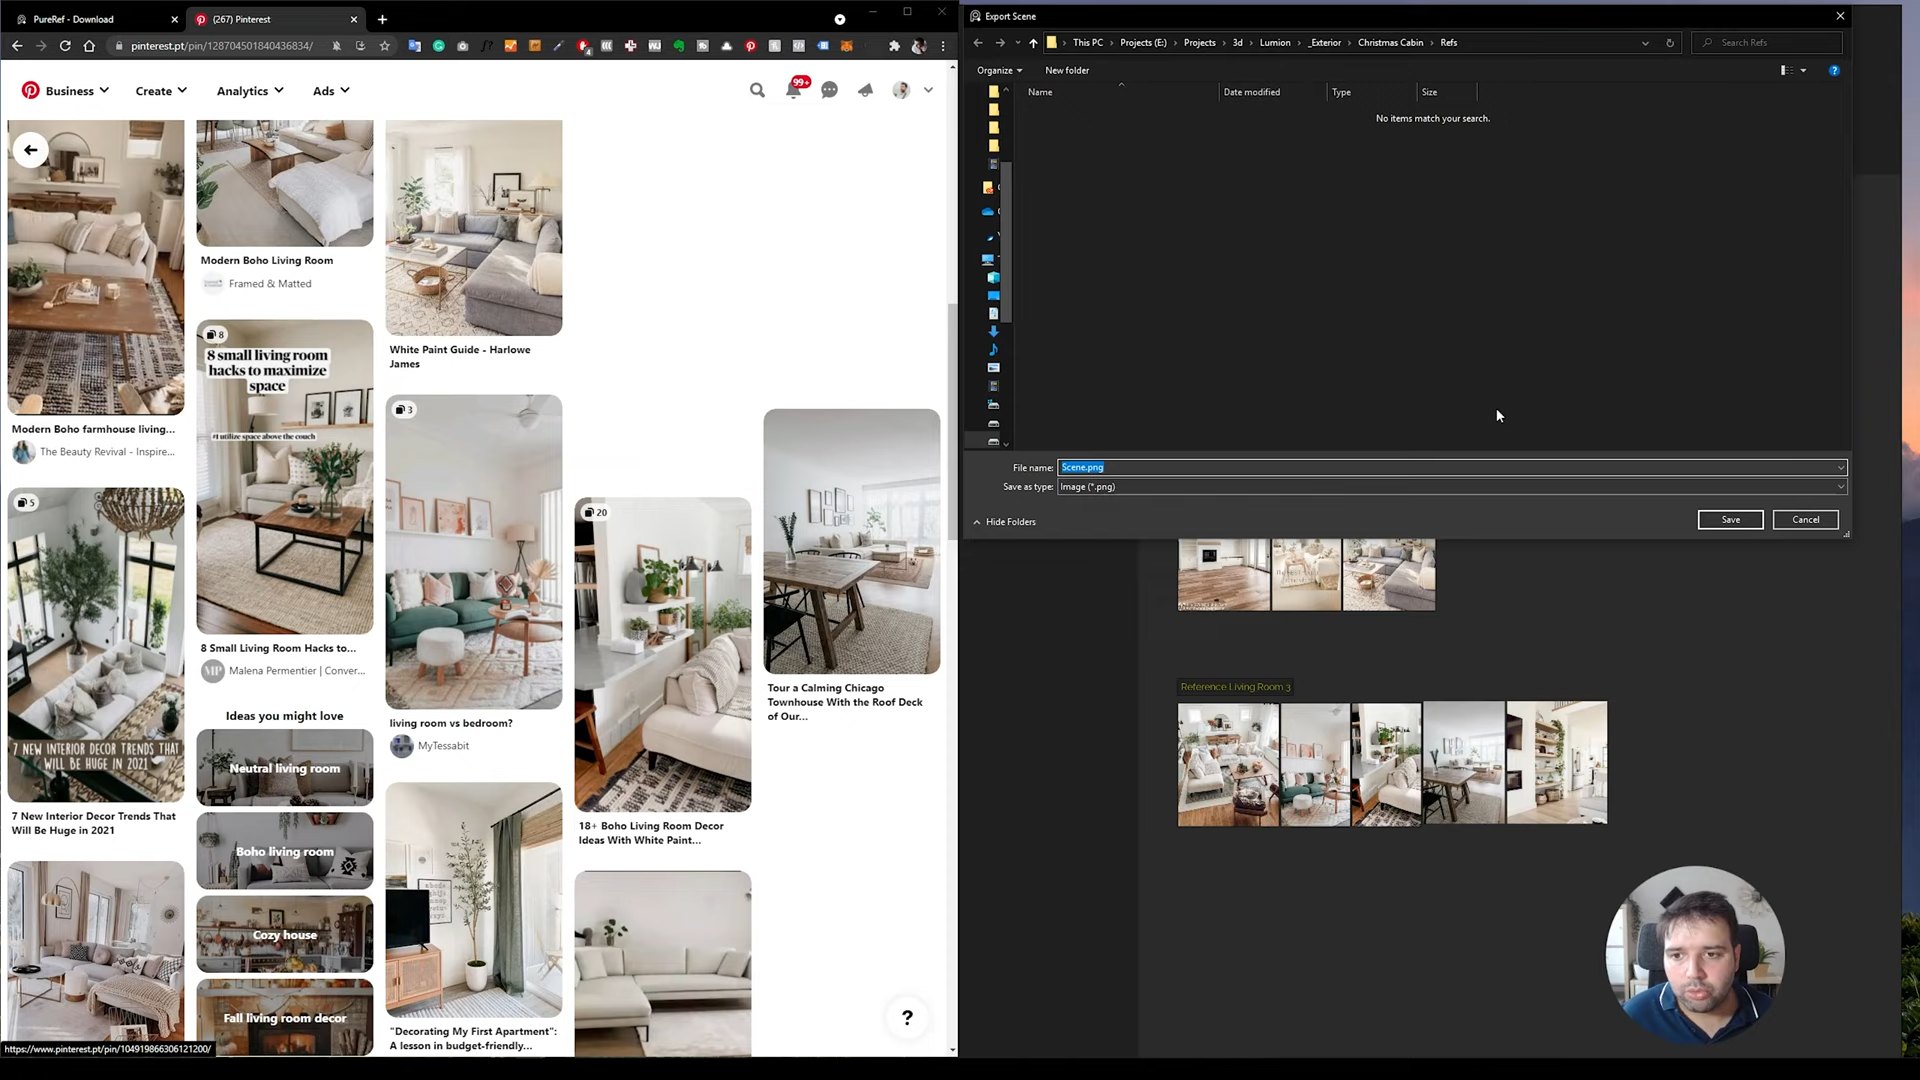 PureRef - Download
(267) Pinterest
pinterest.pt/pin/128704501840436834/
Business
Create
Analytics
Ads
99+
Modern Boho farmhouse living...
The Beauty Revival - Inspire...
5
7 NEW INTERIOR DECOR TRENDS THAT
WILL BE HUGE IN 2021
7 New Interior Decor Trends That
Will Be Huge in 2021
Modern Boho Living Room
Framed & Matted
8
8 small living room
hacks to maximize
space
#1 utilize space above the couch
8 Small Living Room Hacks to...
MP
Malena Permentier | Conver...
Ideas you might love
Neutral living room
Boho living room
Cozy house
Fall living room decor
White Paint Guide - Harlowe
James
3
living room vs bedroom?
MyTessabit
"Decorating My First Apartment":
A lesson in budget-friendly...
20
18+ Boho Living Room Decor
Ideas With White Paint...
Tour a Calming Chicago
Townhouse With the Roof Deck
of Our...
?
https://www.pinterest.pt/pin/104919866306121200/
Export Scene
This PC
Projects (E:)
Projects
3d
Lumion
_Exterior
Christmas Cabin
Refs
Search Refs
Organize
New folder
?
Name
Date modified
Type
Size
No items match your search.
File name:
Scene.png
Save as type:
Image (*.png)
Hide Folders
Save
Cancel
Reference Living Room 3